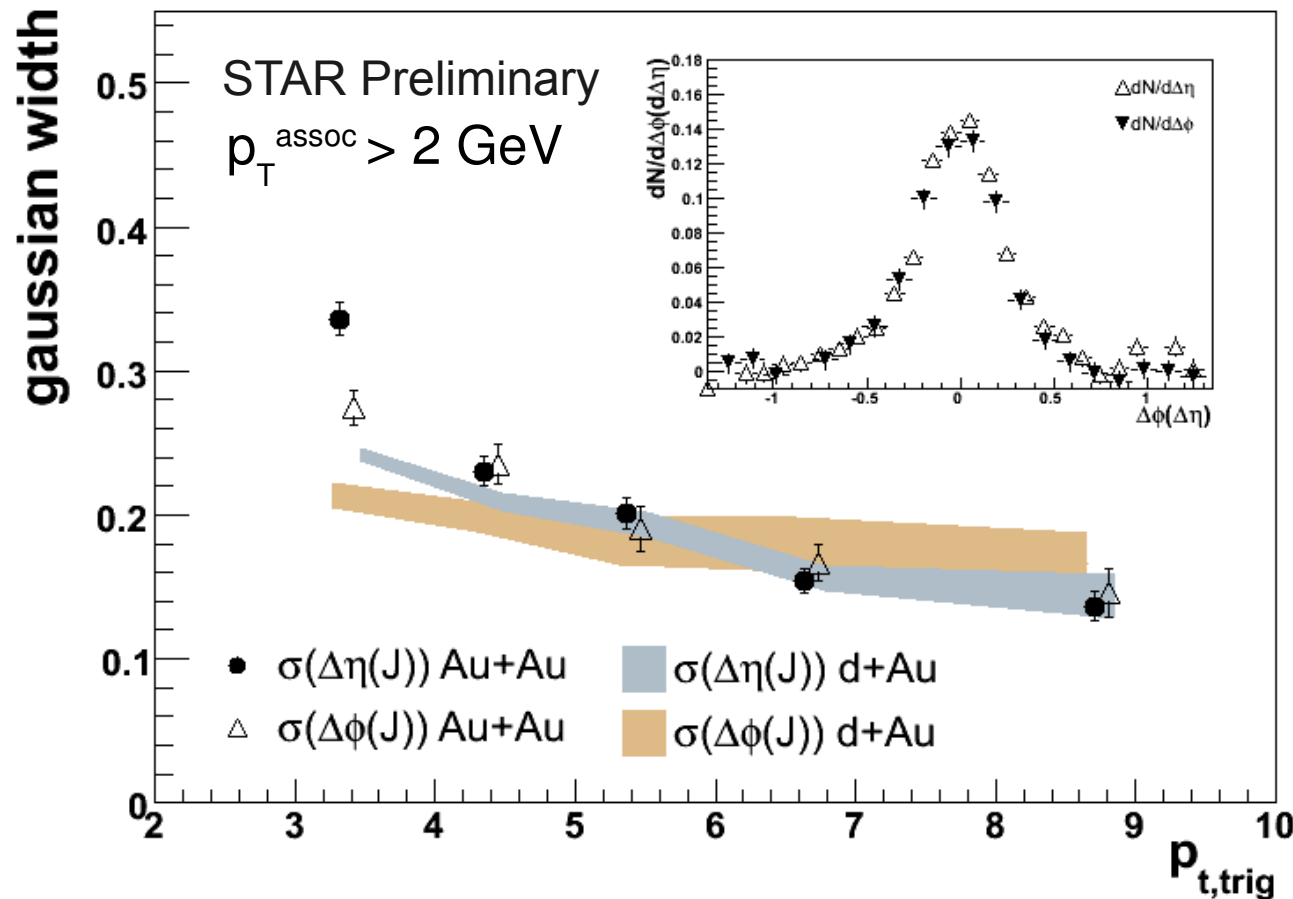 gaussian width
0.5
0.4
0.3
0.2
0.1
0
STAR Preliminary
p_T^assoc > 2 GeV
dN/dΔφ(dΔη)
0.18
0.16
0.14
0.12
0.1
0.08
0.06
0.04
0.02
0
△dN/dΔη
▼dN/dΔφ
-1 -0.5 0 0.5 1
Δφ(Δη)
● σ(Δη(J)) Au+Au
△ σ(Δφ(J)) Au+Au
σ(Δη(J)) d+Au
σ(Δφ(J)) d+Au
2 3 4 5 6 7 8 9 10
p_t,trig